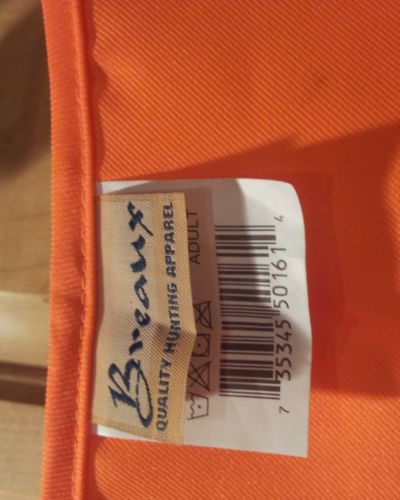 Breaux
QUALITY HUNTING APPAREL
ADULT
7 35345 50161 4